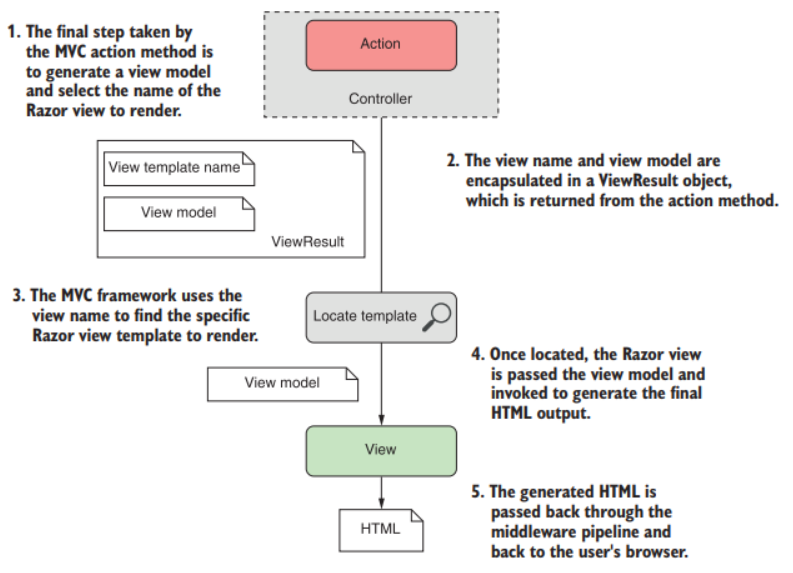 1. The final step taken by
the MVC action method is
to generate a view model
and select the name of the
Razor view to render.
Action
Controller
View template name
View model
ViewResult
2. The view name and view model are
encapsulated in a ViewResult object,
which is returned from the action method.
3. The MVC framework uses the
view name to find the specific
Razor view template to render.
Locate template
View model
4. Once located, the Razor view
is passed the view model and
invoked to generate the final
HTML output.
View
5. The generated HTML is
passed back through the
middleware pipeline and
back to the user's browser.
HTML